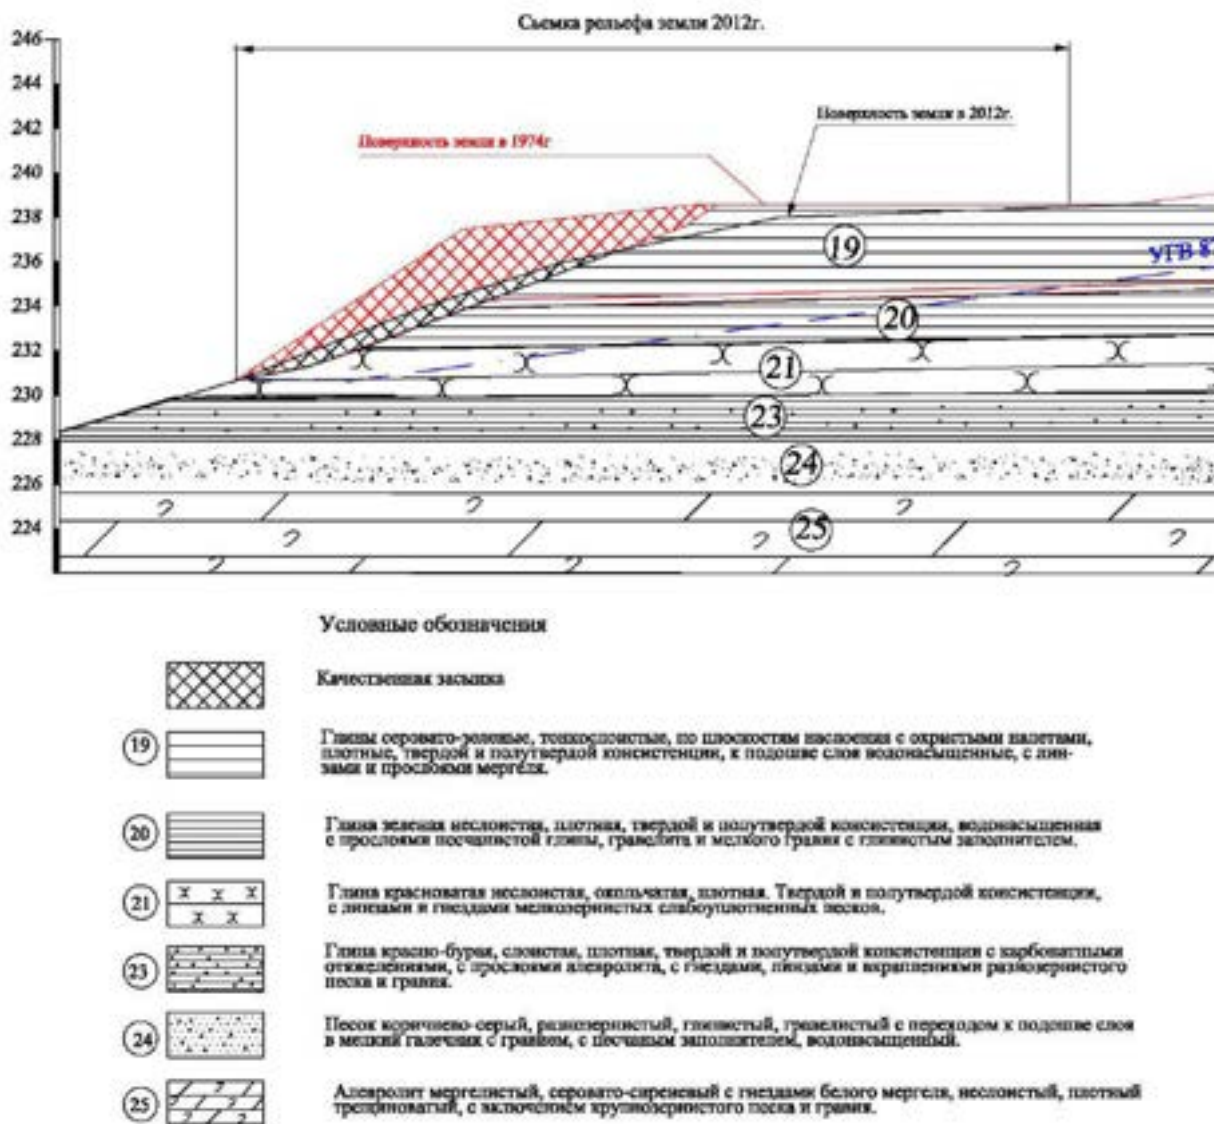 Съемка рельефа земли 2012г.
246
244
242
240
238
236
234
232
230
228
226
224
Поверхность земли в 1974г
Поверхность земли в 2012г.
УГВ
19
20
21
23
24
25
Условные обозначения
Качественная засыпка
19
Глины серовато-зеленые, тонкослоистые, по плоскостям наслоения с охристыми налетами,
плотные, твердой и полутвердой консистенции, к подошве слоя водонасыщенные, с лин-
зами и прослоями мергеля.
20
Глина зеленая неслоистая, плотная, твердой и полутвердой консистенции, водонасыщенная
с прослоями песчанистой глины, гравелита и мелкого гравия с глинистым заполнителем.
21
Глина красноватая неслоистая, плотная. Твердой и полутвердой консистенции,
с линзами и гнездами мелкозернистых слабоуплотненных песков.
23
Глина красно-бурая, слоистая, плотная, твердой и полутвердой консистенции с карбонатными
с прослоями алевролита, с гнездами, линзами и вкраплениями разнозернистого
песка и гравия.
24
Песок коричнево-серый, разнозернистый, глинистый, гравелистый с переходом к подошве слоя
в мелкий галечник с гравием, с песчаным заполнителем, водонасыщенный.
25
Алевролит мергелистый, серовато-сиреневый с гнездами белого мергеля, неслоистый, плотный
трещиноватый, с включением крупнозернистого песка и гравия.